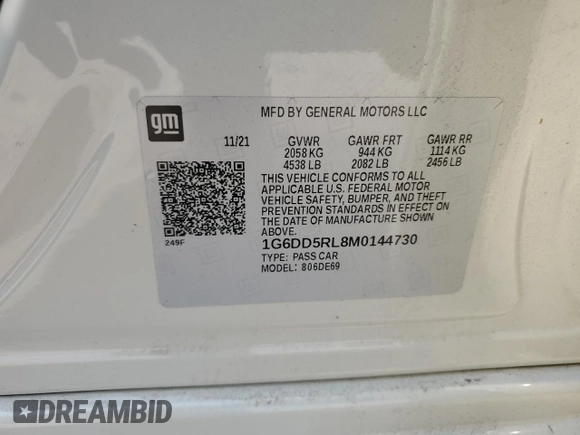 gm
MFD BY GENERAL MOTORS LLC
11/21 GVWR GAWR FRT GAWR RR
2058 KG 944 KG 1114 KG
4538 LB 2082 LB 2456 LB
THIS VEHICLE CONFORMS TO ALL
APPLICABLE U.S. FEDERAL MOTOR
VEHICLE SAFETY, BUMPER, AND THEFT
PREVENTION STANDARDS IN EFFECT ON
THE DATE OF MANUFACTURE SHOWN
ABOVE.
249F
1G6DD5RL8M0144730
TYPE: PASS CAR
MODEL: 806DE69
DREAMBID